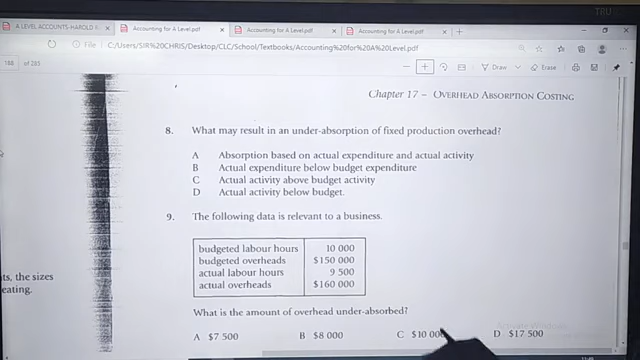 A LEVEL ACCOUNTS-HAROLD
Accounting for A Level.pdf
Accounting for A Level.pdf
Accounting for A Level.pdf
File C:/Users/SIR%20CHRIS/Desktop/CLC/School/Textbooks/Accounting%20for%20A%20Level.pdf
188 of 283
Draw
Erase
Chapter 17 – OVERHEAD ABSORPTION COSTING
8. What may result in an under-absorption of fixed production overhead?
A Absorption based on actual expenditure and actual activity
B Actual expenditure below budget expenditure
C Actual activity above budget activity
D Actual activity below budget.
9. The following data is relevant to a business.
budgeted labour hours 10 000
budgeted overheads $150 000
actual labour hours 9 500
actual overheads $160 000
ts, the sizes
eating.
What is the amount of overhead under-absorbed?
A $7 500 B $8 000 C $10 000 D $17 500
Activate Windows